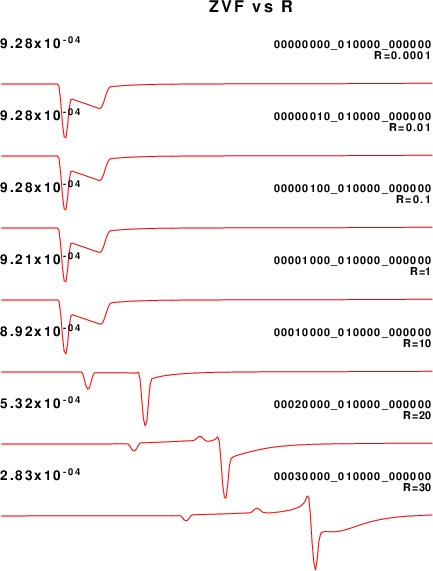 ZVF vs R
9.28x10-04 00000000_010000_000000
R=0.0001
9.28x10-04 00000010_010000_000000
R=0.01
9.28x10-04 00000100_010000_000000
R=0.1
9.21x10-04 00001000_010000_000000
R=1
8.92x10-04 00010000_010000_000000
R=10
5.32x10-04 00020000_010000_000000
R=20
2.83x10-04 00030000_010000_000000
R=30